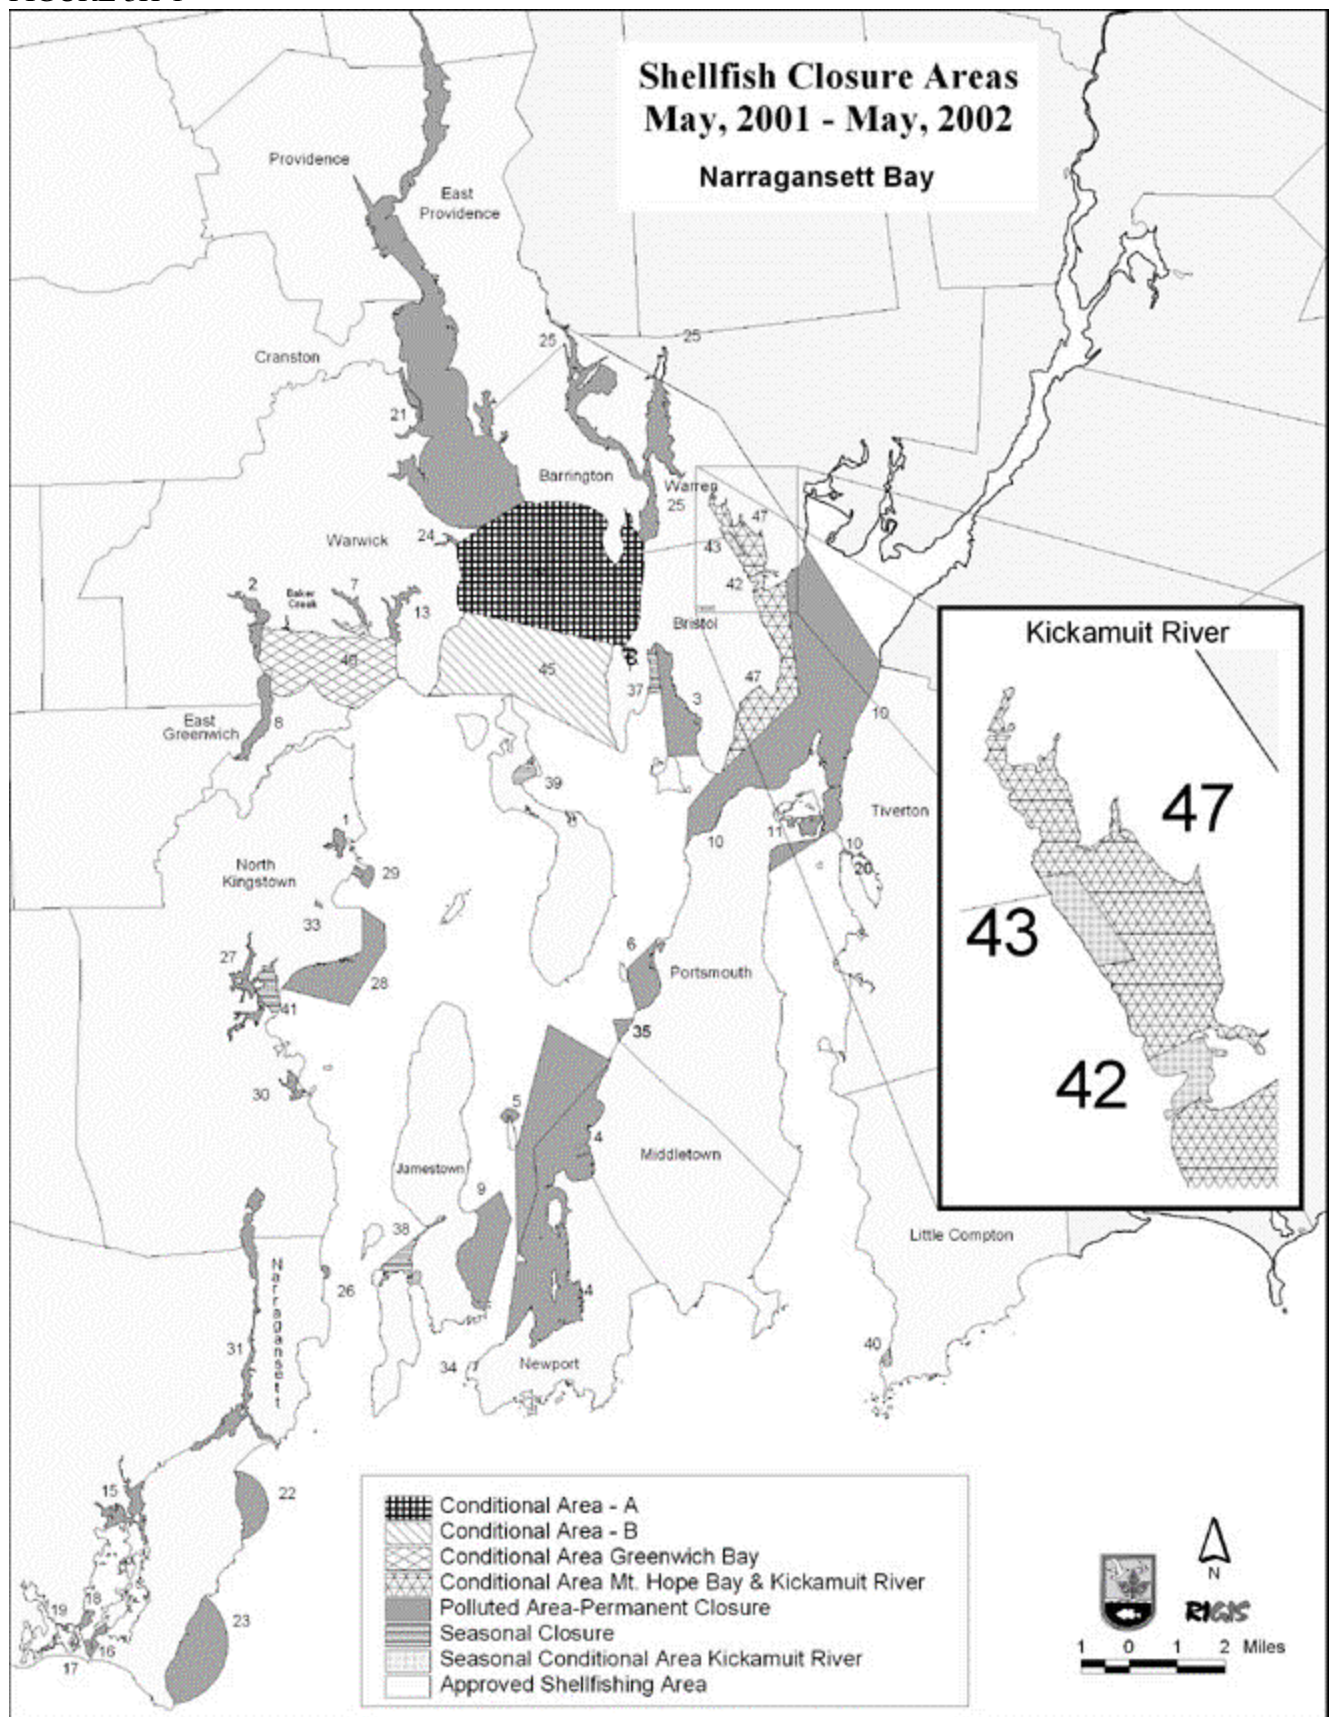 Shellfish Closure Areas
May, 2001 - May, 2002
Narragansett Bay
Providence
East
Providence
25
25
Cranston
21
Barrington
Warren
25
47
24
Warwick
43
2
Baker
Creek
7
13
42
Bristol
Kickamuit River
45
37
3
47
East
Greenwich
8
10
39
47
Tiverton
1
11
10
10
20
North
Kingstown
29
33
43
27
6
Portsmouth
28
41
35
42
30
5
4
Middletown
Jamestown
9
38
Little Compton
Narragansett
26
4
31
40
34
Newport
15
22
Conditional Area - A
Conditional Area - B
Conditional Area Greenwich Bay
Conditional Area Mt. Hope Bay & Kickamuit River
Polluted Area-Permanent Closure
Seasonal Closure
Seasonal Conditional Area Kickamuit River
Approved Shellfishing Area
18
19
16
17
23
N
RIGIS
1 0 1 2 Miles